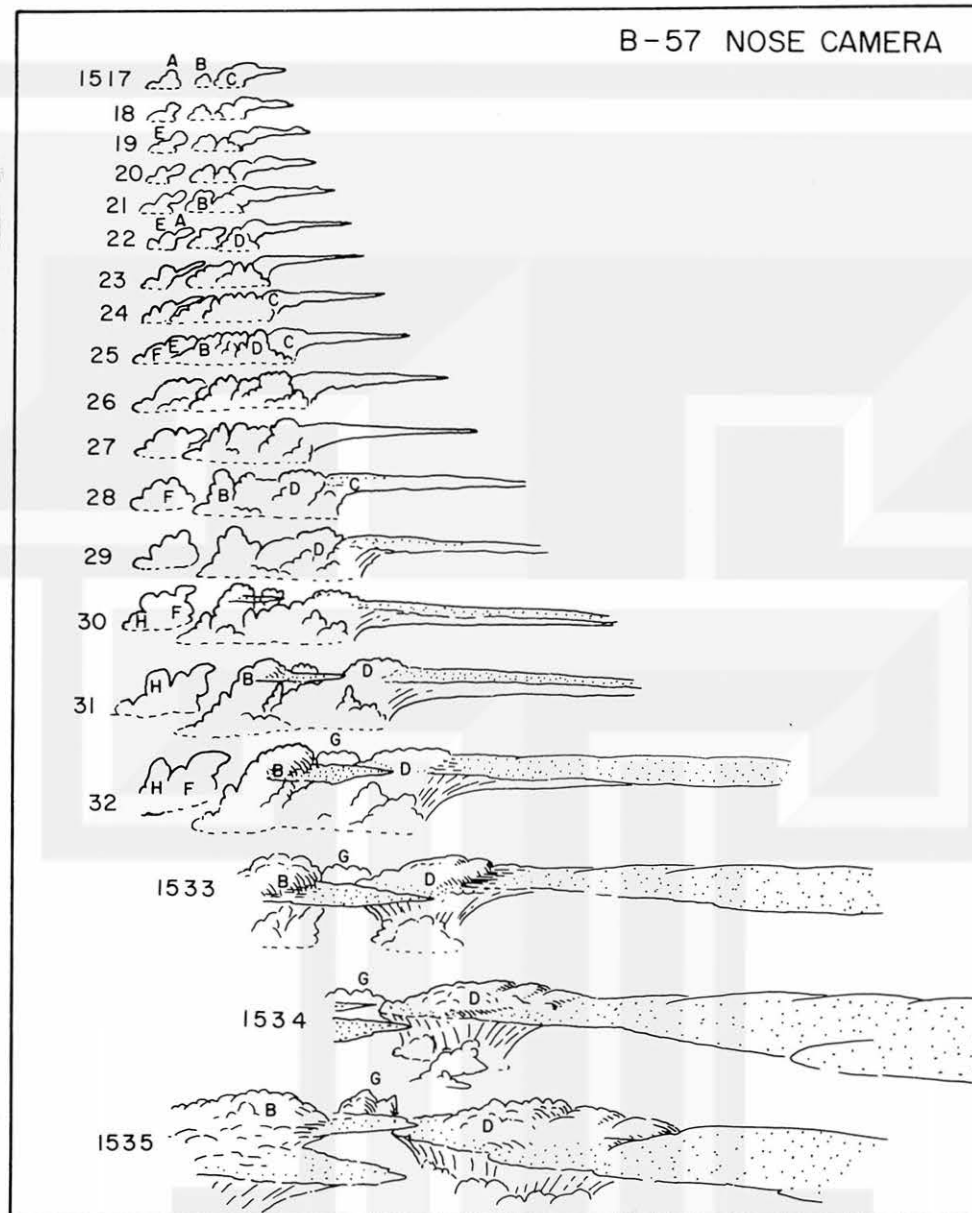 B-57 NOSE CAMERA
A B
1517 C
18
E
19
20
21 B
E A
22 D
23
24 C
25 F E B D C
26
27
28 F B D C
29 D
30 H F
31 H B D
G
32 H F B D
G
1533 B D
G
1534 D
G
B
1535 D